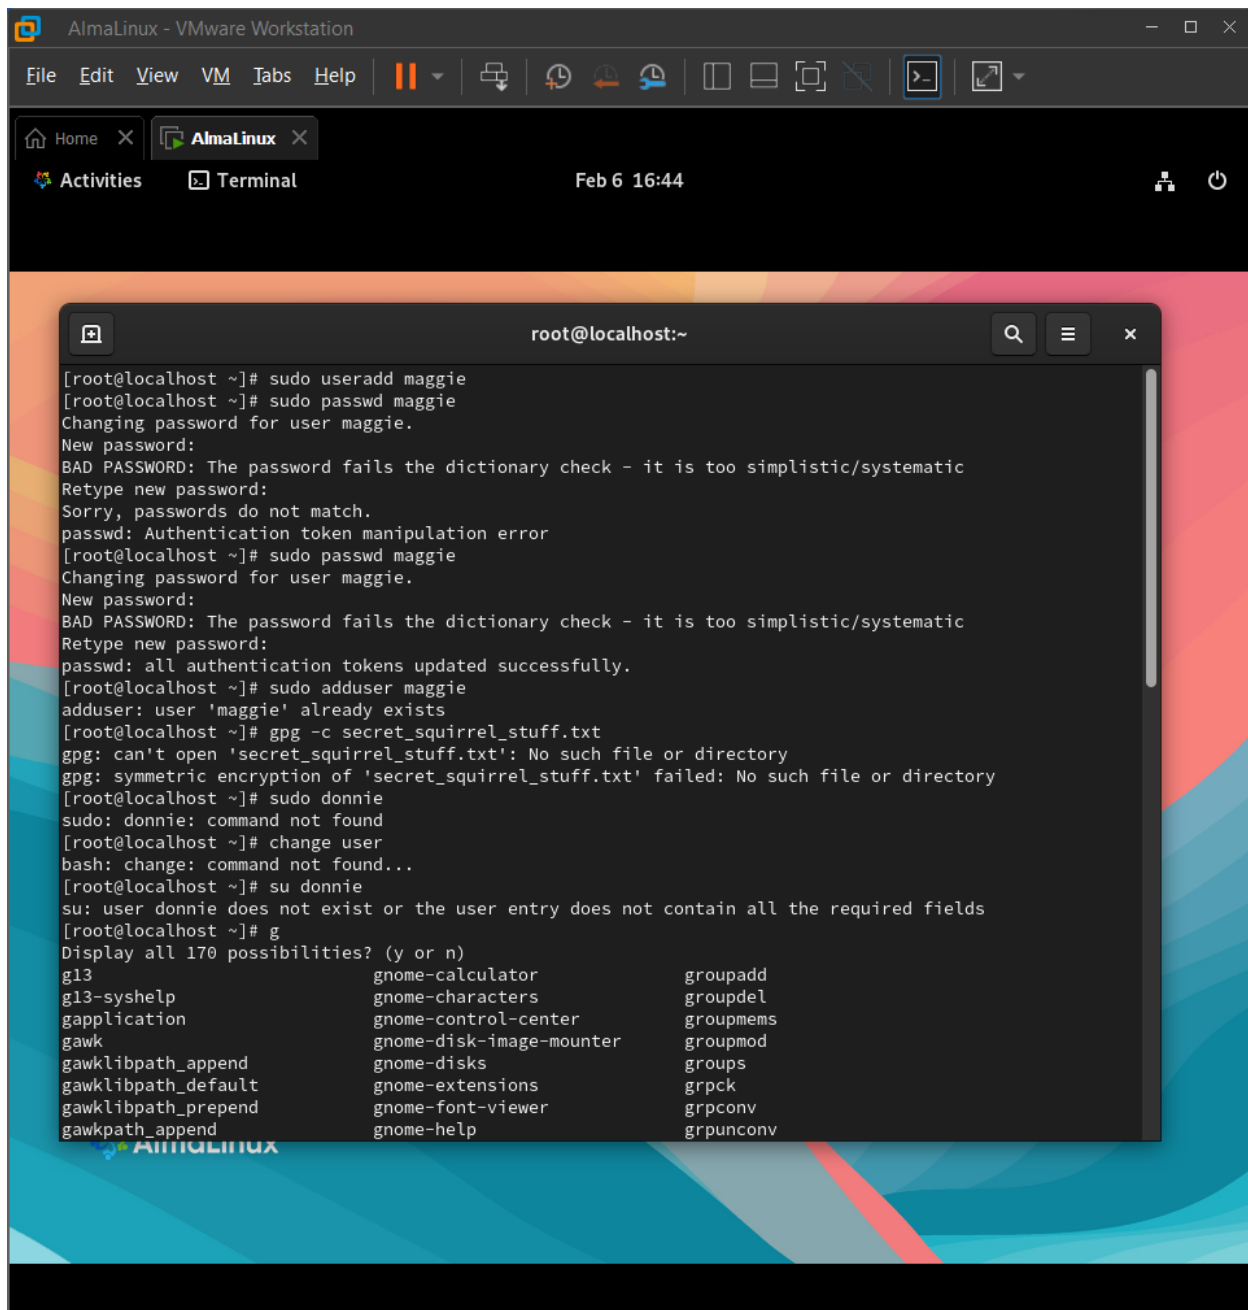 AlmaLinux - VMware Workstation
File Edit View VM Tabs Help
Home AlmaLinux
Activities Terminal Feb 6 16:44
root@localhost:~
[root@localhost ~]# sudo useradd maggie
[root@localhost ~]# sudo passwd maggie
Changing password for user maggie.
New password:
BAD PASSWORD: The password fails the dictionary check - it is too simplistic/systematic
Retype new password:
Sorry, passwords do not match.
passwd: Authentication token manipulation error
[root@localhost ~]# sudo passwd maggie
Changing password for user maggie.
New password:
BAD PASSWORD: The password fails the dictionary check - it is too simplistic/systematic
Retype new password:
passwd: all authentication tokens updated successfully.
[root@localhost ~]# sudo adduser maggie
adduser: user 'maggie' already exists
[root@localhost ~]# gpg -c secret_squirrel_stuff.txt
gpg: can't open 'secret_squirrel_stuff.txt': No such file or directory
gpg: symmetric encryption of 'secret_squirrel_stuff.txt' failed: No such file or directory
[root@localhost ~]# sudo donnie
sudo: donnie: command not found
[root@localhost ~]# change user
bash: change: command not found...
[root@localhost ~]# su donnie
su: user donnie does not exist or the user entry does not contain all the required fields
[root@localhost ~]# g
Display all 170 possibilities? (y or n)
g13 gnome-calculator groupadd
g13-syshelp gnome-characters groupdel
gapplication gnome-control-center groupmems
gawk gnome-disk-image-mounter groupmod
gawklibpath_append gnome-disks groups
gawklibpath_default gnome-extensions grpck
gawklibpath_prepend gnome-font-viewer grpconv
gawkpath_append gnome-help grpunconv
AlmaLinux